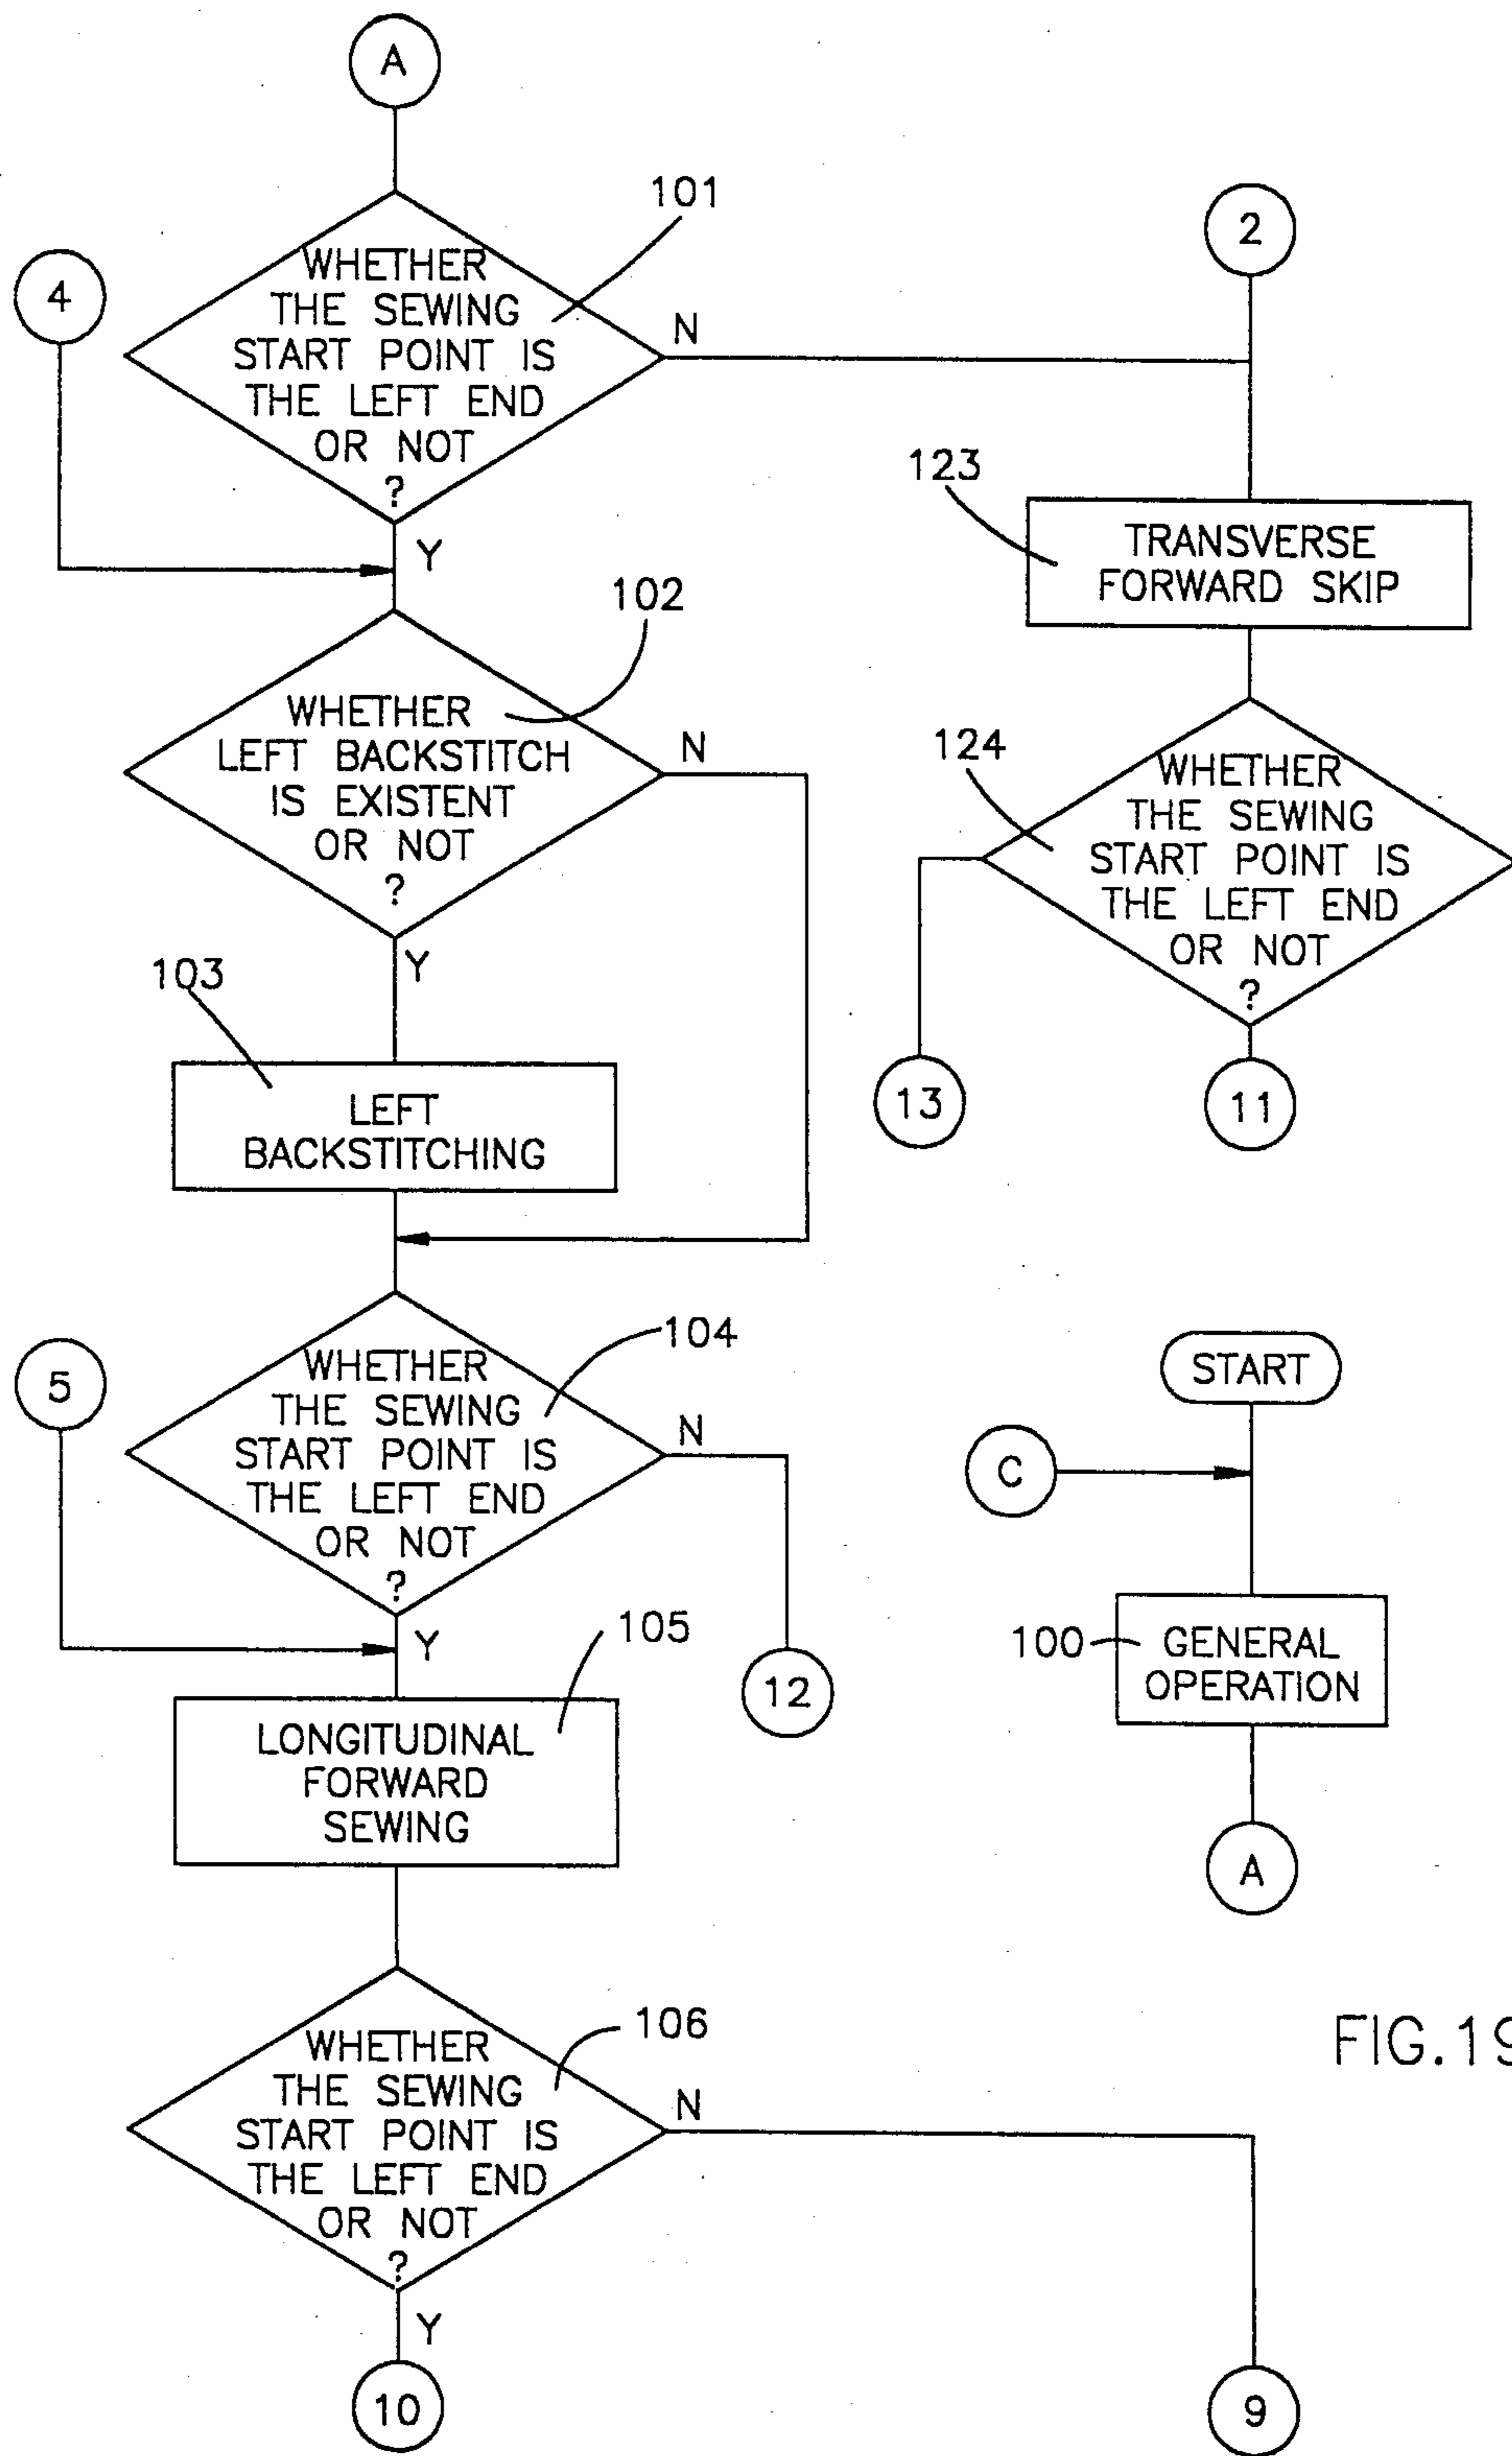 A
101
WHETHER
THE SEWING
START POINT IS
THE LEFT END
OR NOT
?
N
Y
4
102
WHETHER
LEFT BACKSTITCH
IS EXISTENT
OR NOT
?
N
Y
103
LEFT
BACKSTITCHING
104
WHETHER
THE SEWING
START POINT IS
THE LEFT END
OR NOT
?
N
Y
5
12
105
LONGITUDINAL
FORWARD
SEWING
106
WHETHER
THE SEWING
START POINT IS
THE LEFT END
OR NOT
?
N
Y
10
9
2
123
TRANSVERSE
FORWARD SKIP
124
WHETHER
THE SEWING
START POINT IS
THE LEFT END
OR NOT
?
13
11
START
C
100
GENERAL
OPERATION
A
FIG.19